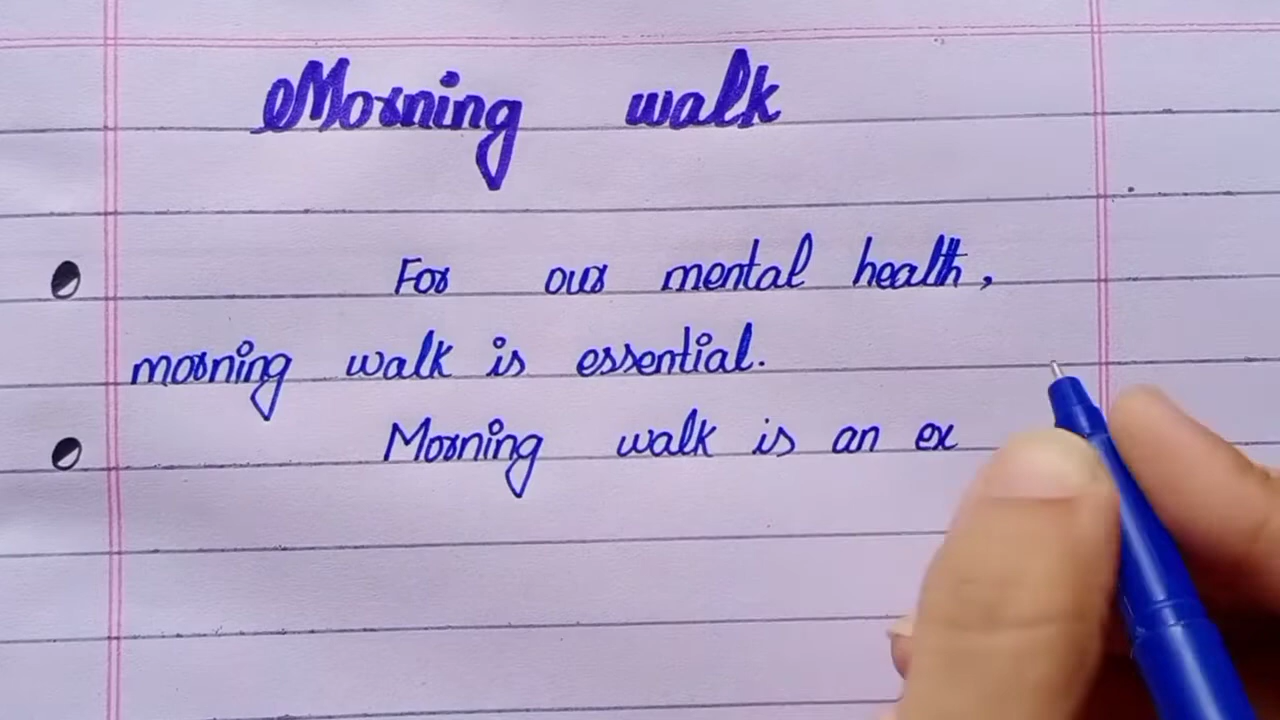 Morning walk
For our mental health,
morning walk is essential.
Morning walk is an ex